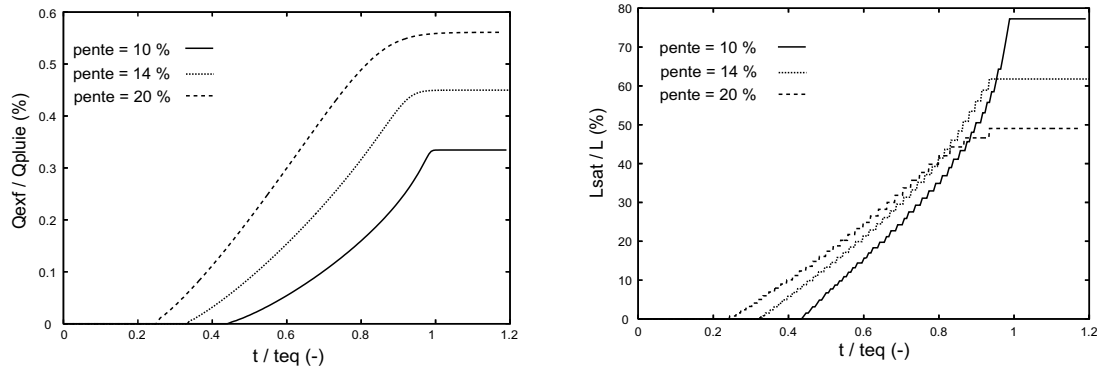 0.6
0.5
0.4
0.3
0.2
0.1
0
Qexf / Qpluie (%)
pente = 10 %
pente = 14 %
pente = 20 %
0 0.2 0.4 0.6 0.8 1 1.2
t / teq (-)
80
70
60
50
40
30
20
10
0
Lsat / L (%)
pente = 10 %
pente = 14 %
pente = 20 %
0 0.2 0.4 0.6 0.8 1 1.2
t / teq (-)